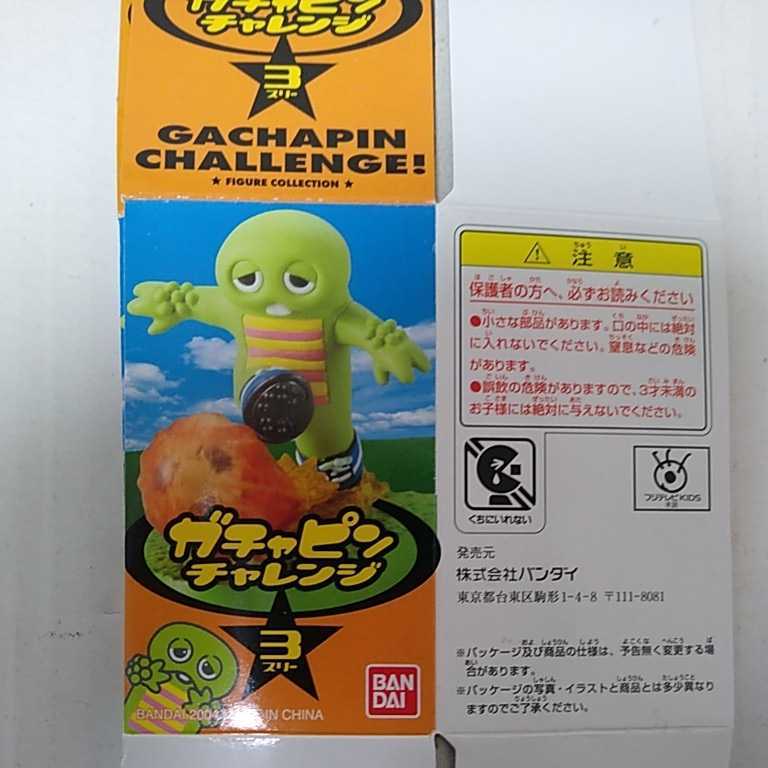 ガチャピン
チャレンジ
3
スリー
GACHAPIN
CHALLENGE!
★ FIGURE COLLECTION ★
ガチャピン
チャレンジ
3
スリー
BAN
DAI
BANDAI 2004 IN CHINA
注意
保護者の方へ、必ずお読みください
●小さな部品があります。口の中には絶対
に入れないでください。窒息などの危険
があります。
●誤飲の危険がありますので、3才未満の
お子様には絶対に与えないでください。
くちにいれない
フジテレビKIDS
承認
発売元
株式会社バンダイ
東京都台東区駒形1-4-8 〒111-8081
※パッケージ及び商品の仕様は、予告無く変更する場
合があります。
※パッケージの写真・イラストと商品とは多少異なり
ますのでご了承ください。